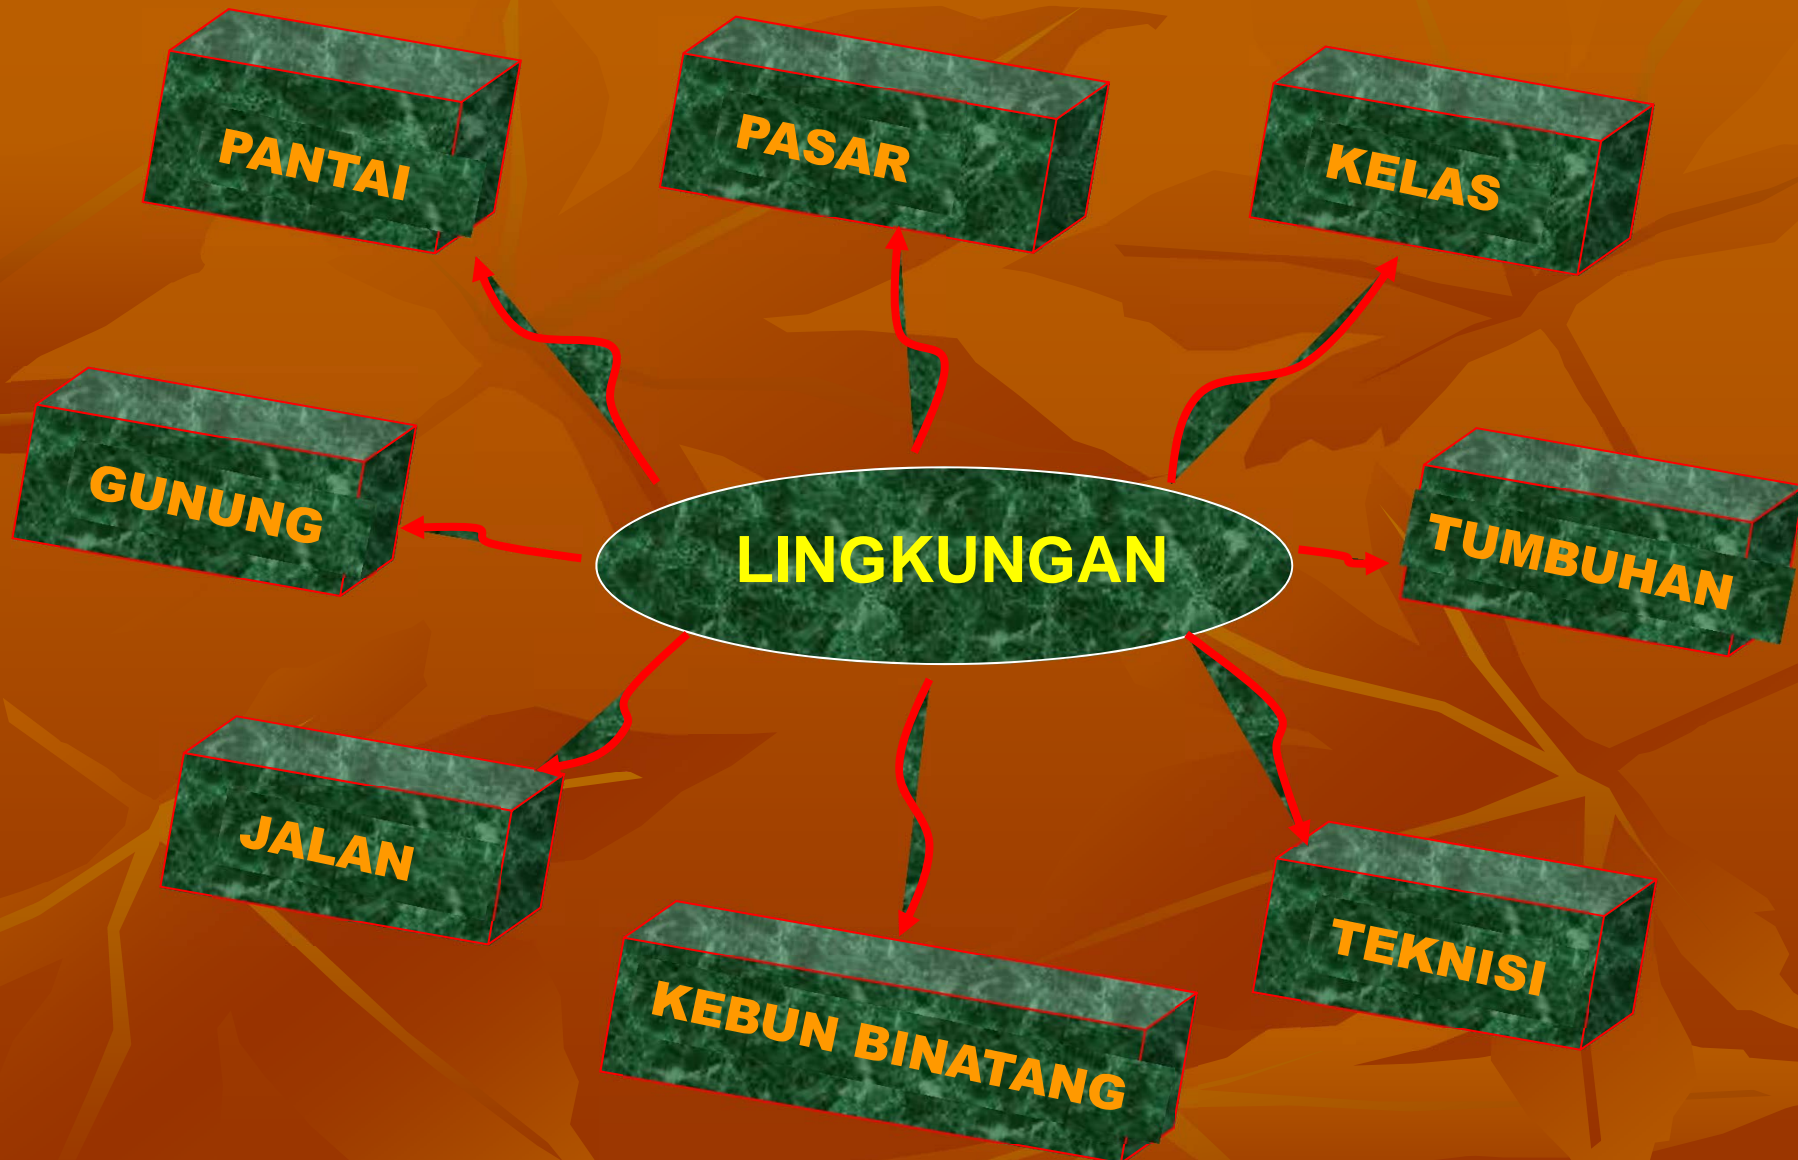 PANTAI
PASAR
KELAS
GUNUNG
LINGKUNGAN
TUMBUHAN
JALAN
TEKNISI
KEBUN BINATANG